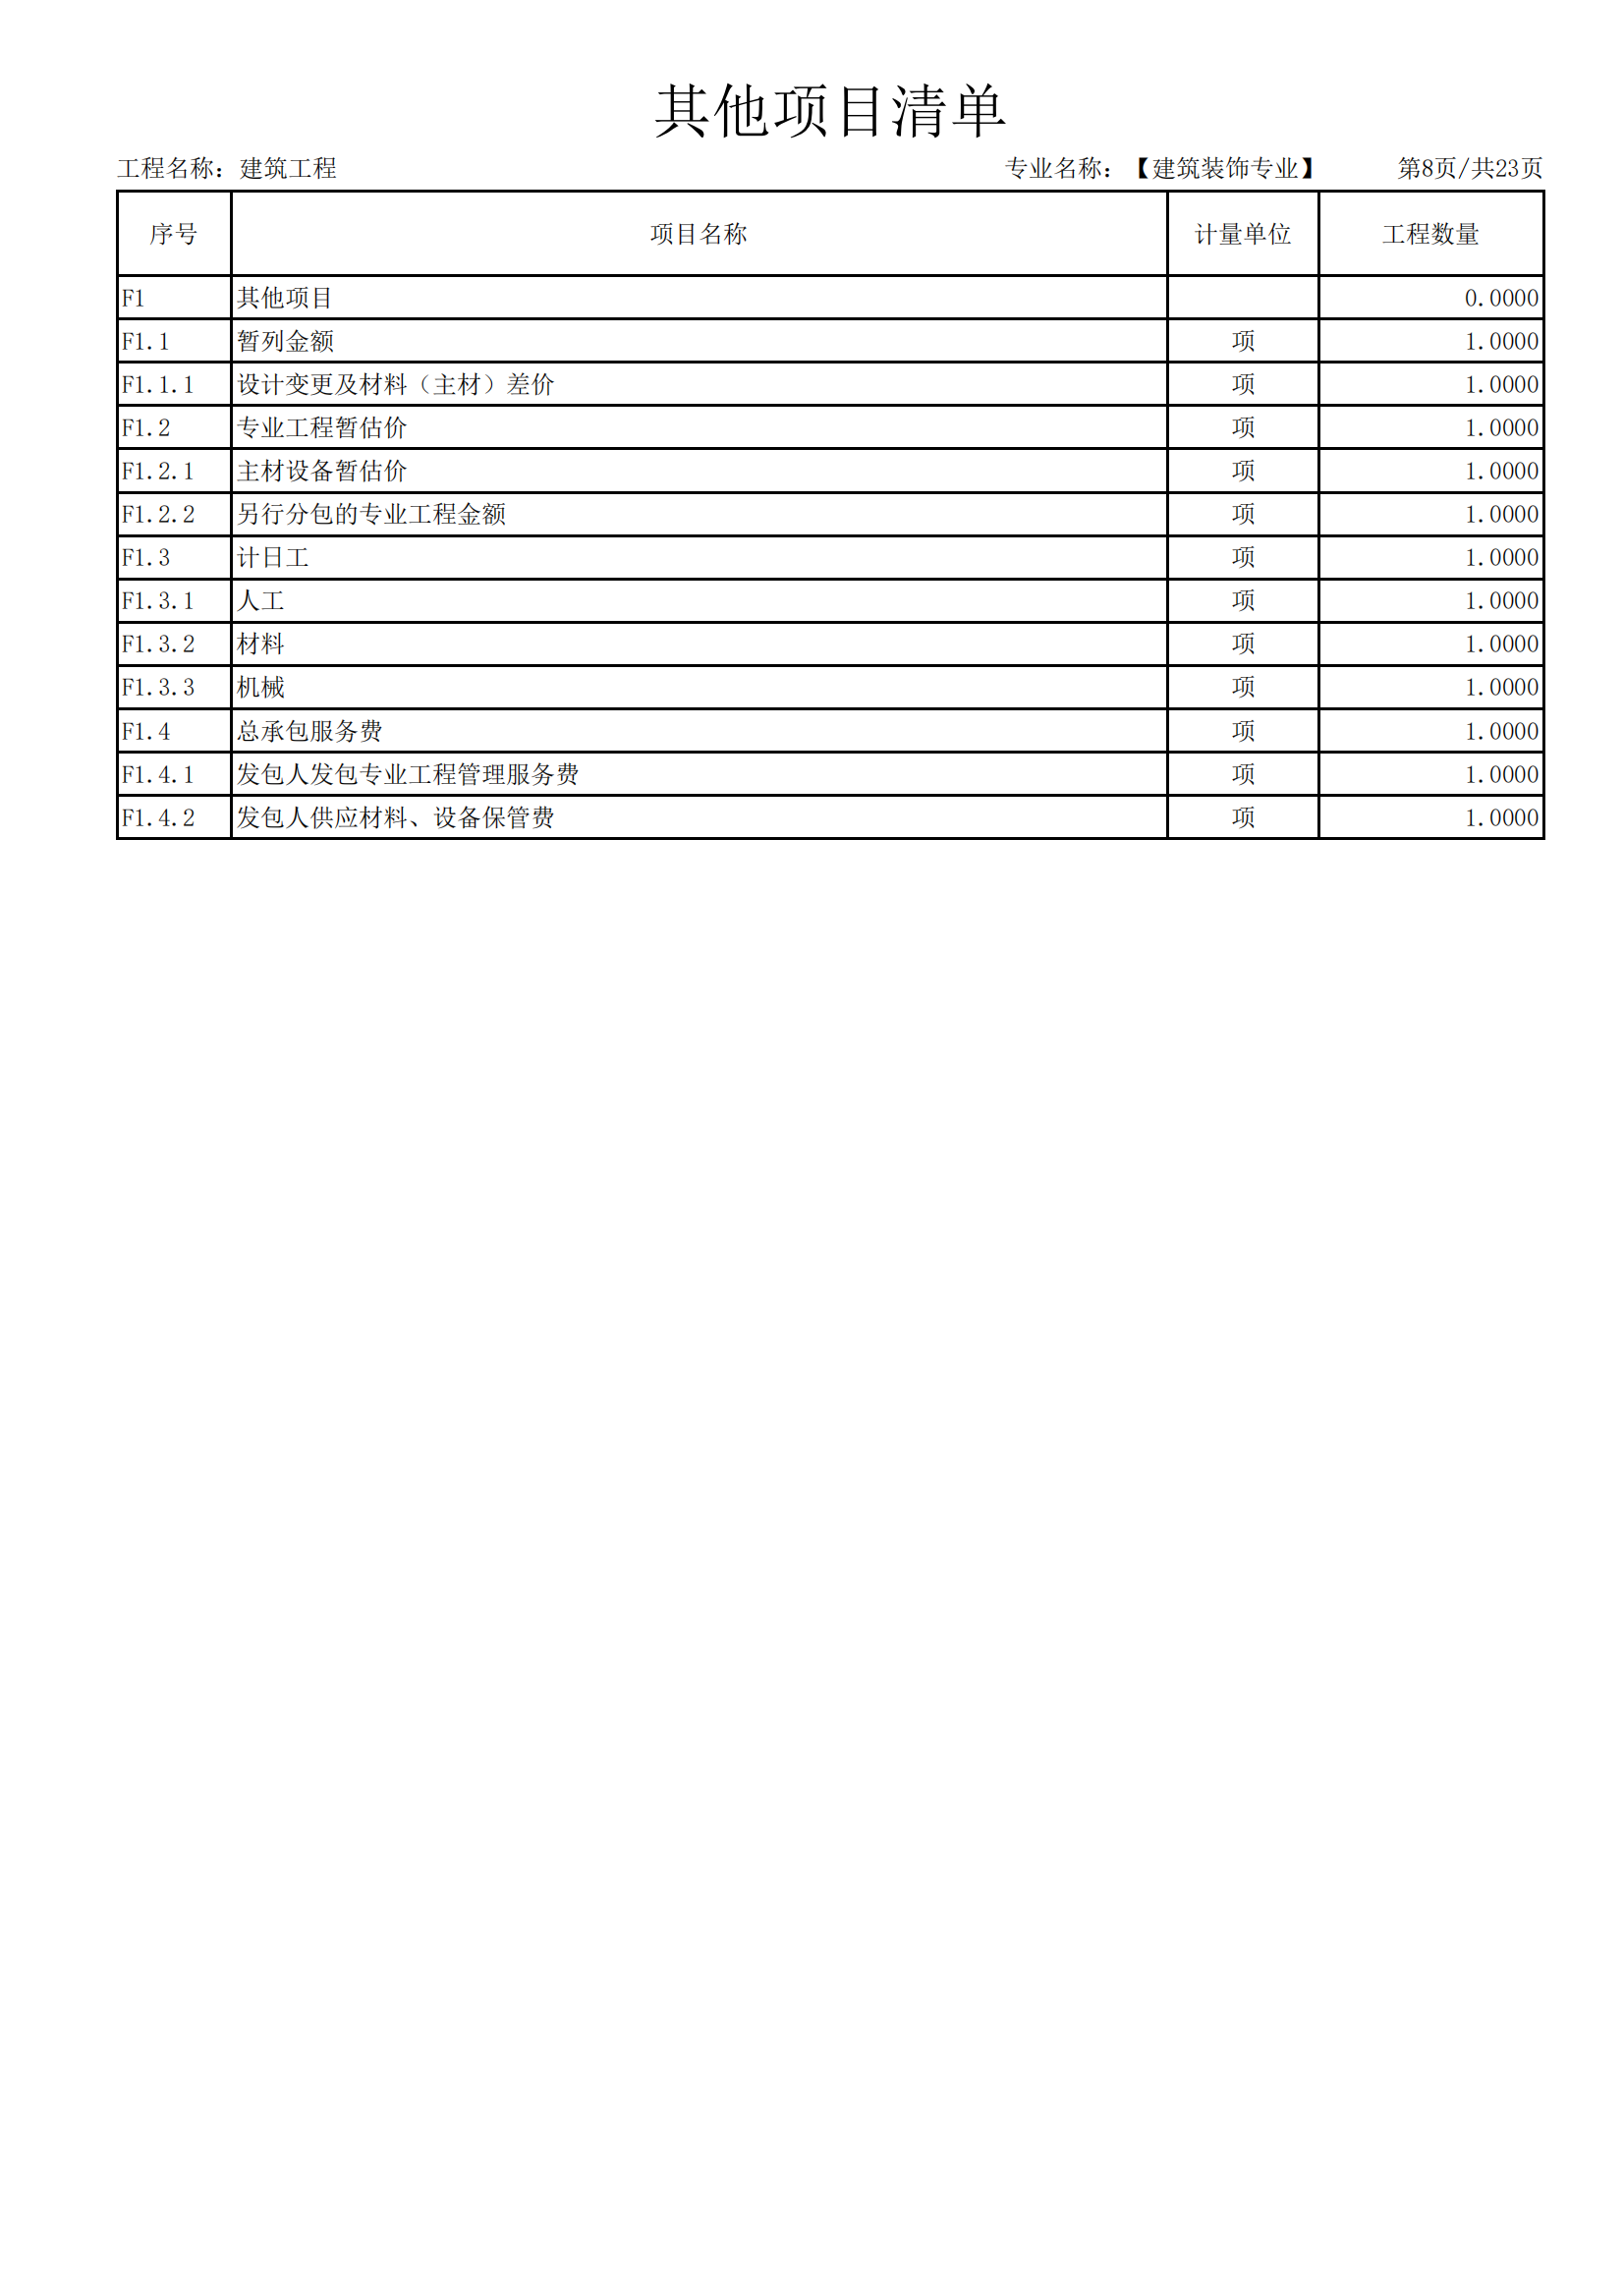 其他项目清单
工程名称：建筑工程 专业名称：【建筑装饰专业】 第8页/共23页
序号 项目名称 计量单位 工程数量
F1 其他项目 0.0000
F1.1 暂列金额 项 1.0000
F1.1.1 设计变更及材料（主材）差价 项 1.0000
F1.2 专业工程暂估价 项 1.0000
F1.2.1 主材设备暂估价 项 1.0000
F1.2.2 另行分包的专业工程金额 项 1.0000
F1.3 计日工 项 1.0000
F1.3.1 人工 项 1.0000
F1.3.2 材料 项 1.0000
F1.3.3 机械 项 1.0000
F1.4 总承包服务费 项 1.0000
F1.4.1 发包人发包专业工程管理服务费 项 1.0000
F1.4.2 发包人供应材料、设备保管费 项 1.0000